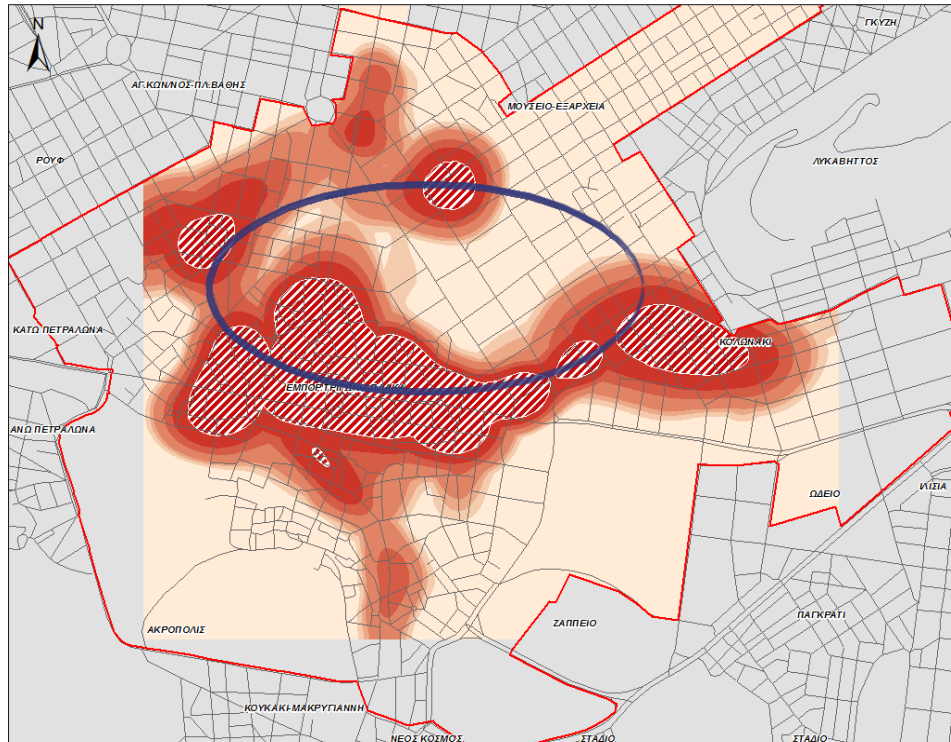 N
ΓΚΥΖΗ
ΑΓ.ΚΩΝ/ΝΟΣ-ΠΛ.ΒΑΘΗΣ
ΜΟΥΣΕΙΟ-ΕΞΑΡΧΕΙΑ
ΡΟΥΦ
ΛΥΚΑΒΗΤΤΟΣ
ΚΑΤΩ ΠΕΤΡΑΛΩΝΑ
ΚΟΛΩΝΑΚΙ
ΑΝΩ ΠΕΤΡΑΛΩΝΑ
ΙΛΙΣΙΑ
ΩΔΕΙΟ
ΠΑΓΚΡΑΤΙ
ΖΑΠΠΕΙΟ
ΑΚΡΟΠΟΛΙΣ
ΚΟΥΚΑΚΙ-ΜΑΚΡΥΓΙΑΝΝΗ
ΝΕΟΣ ΚΟΣΜΟΣ
ΣΤΑΔΙΟ
ΣΤΑΔΙΟ